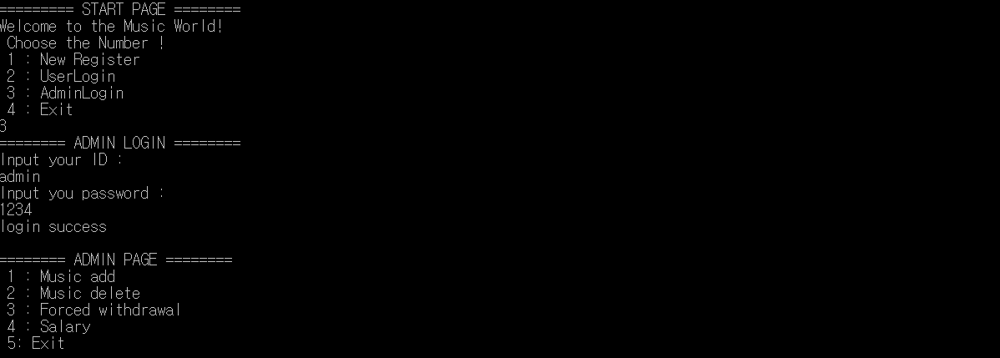 ========= START PAGE ========
Welcome to the Music World!
 Choose the Number !
 1 : New Register
 2 : UserLogin
 3 : AdminLogin
 4 : Exit
3
======== ADMIN LOGIN ========
Input your ID :
admin
Input you password :
1234
login success

======== ADMIN PAGE ========
 1 : Music add
 2 : Music delete
 3 : Forced withdrawal
 4 : Salary
 5: Exit